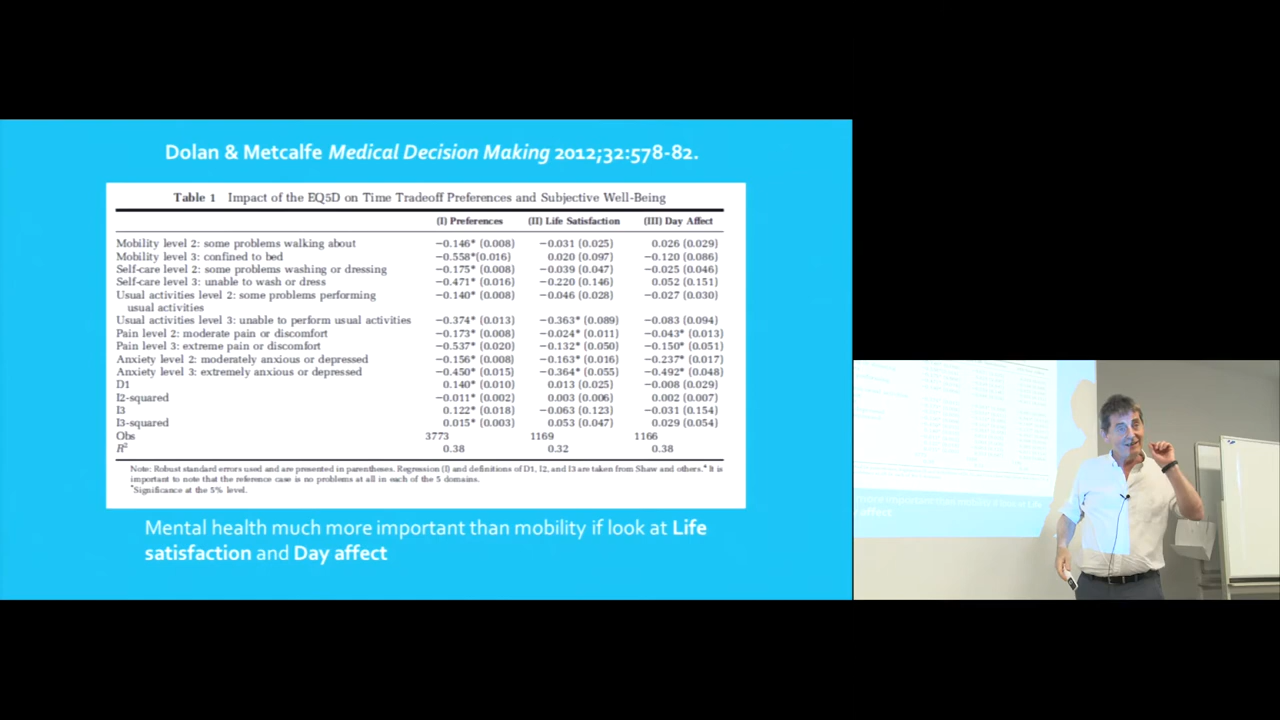 Dolan & Metcalfe Medical Decision Making 2012;32:578-82.
Table 1 Impact of the EQ5D on Time Tradeoff Preferences and Subjective Well-Being
(I) Preferences (II) Life Satisfaction (III) Day Affect
Mobility level 2: some problems walking about −0.146* (0.008) −0.031 (0.025) 0.026 (0.029)
Mobility level 3: confined to bed −0.558*(0.016) 0.020 (0.097) −0.120 (0.086)
Self-care level 2: some problems washing or dressing −0.175* (0.008) −0.039 (0.047) −0.025 (0.046)
Self-care level 3: unable to wash or dress −0.471* (0.016) −0.220 (0.146) 0.052 (0.151)
Usual activities level 2: some problems performing −0.140* (0.008) −0.046 (0.028) −0.027 (0.030)
usual activities
Usual activities level 3: unable to perform usual activities −0.374* (0.013) −0.363* (0.089) −0.083 (0.094)
Pain level 2: moderate pain or discomfort −0.173* (0.008) −0.024* (0.011) −0.043* (0.013)
Pain level 3: extreme pain or discomfort −0.537* (0.020) −0.132* (0.050) −0.150* (0.051)
Anxiety level 2: moderately anxious or depressed −0.156* (0.008) −0.163* (0.016) −0.237* (0.017)
Anxiety level 3: extremely anxious or depressed −0.450* (0.015) −0.364* (0.055) −0.492* (0.048)
D1 0.140* (0.010) 0.013 (0.025) −0.008 (0.029)
I2-squared −0.011* (0.002) 0.003 (0.006) 0.002 (0.007)
I3 0.122* (0.018) −0.063 (0.123) −0.031 (0.154)
I3-squared 0.015* (0.003) 0.053 (0.047) 0.029 (0.054)
Obs 3773 1169 1166
R² 0.38 0.32 0.38
Note: Robust standard errors used and are presented in parentheses. Regression (I) and definitions of D1, I2, and I3 are taken from Shaw and others.⁴ It is
important to note that the reference case is no problems at all in each of the 5 domains.
*Significance at the 5% level.
Mental health much more important than mobility if look at Life
satisfaction and Day affect